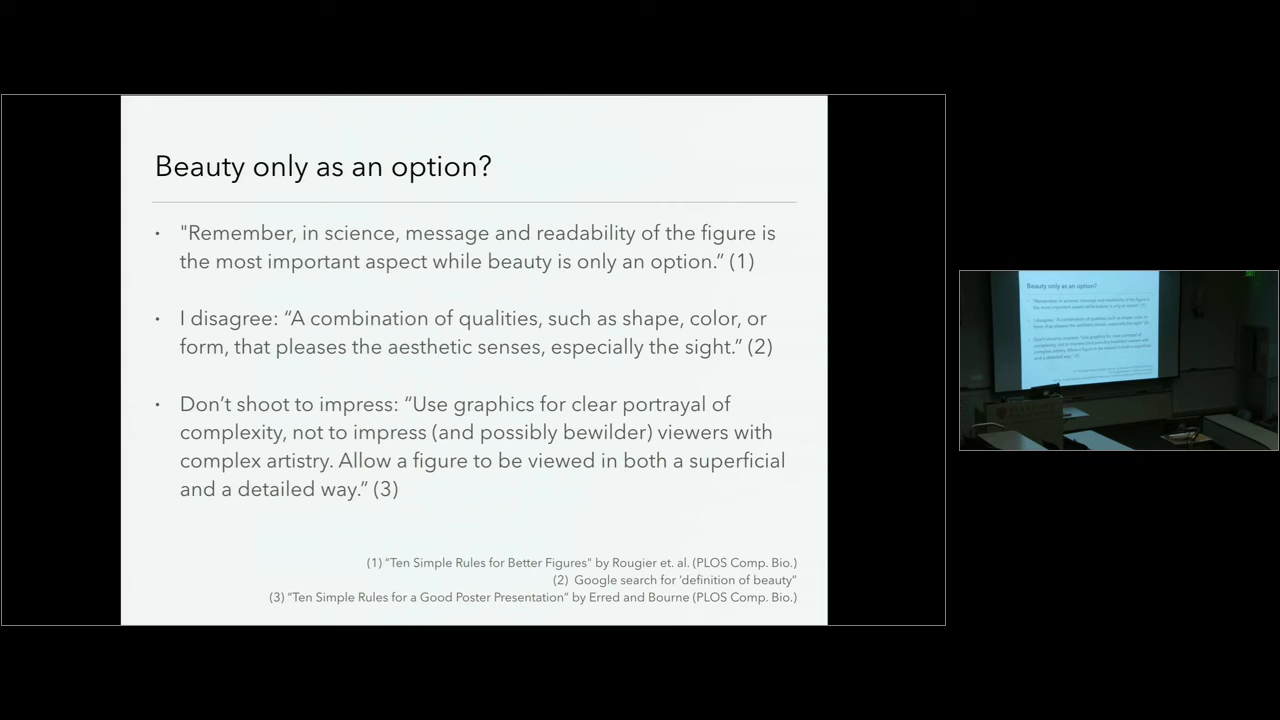 Beauty only as an option?
• "Remember, in science, message and readability of the figure is
the most important aspect while beauty is only an option.” (1)
• I disagree: “A combination of qualities, such as shape, color, or
form, that pleases the aesthetic senses, especially the sight.” (2)
• Don’t shoot to impress: “Use graphics for clear portrayal of
complexity, not to impress (and possibly bewilder) viewers with
complex artistry. Allow a figure to be viewed in both a superficial
and a detailed way.” (3)
(1) “Ten Simple Rules for Better Figures" by Rougier et. al. (PLOS Comp. Bio.)
(2) Google search for ‘definition of beauty”
(3) “Ten Simple Rules for a Good Poster Presentation” by Erred and Bourne (PLOS Comp. Bio.)
Beauty only as an option?